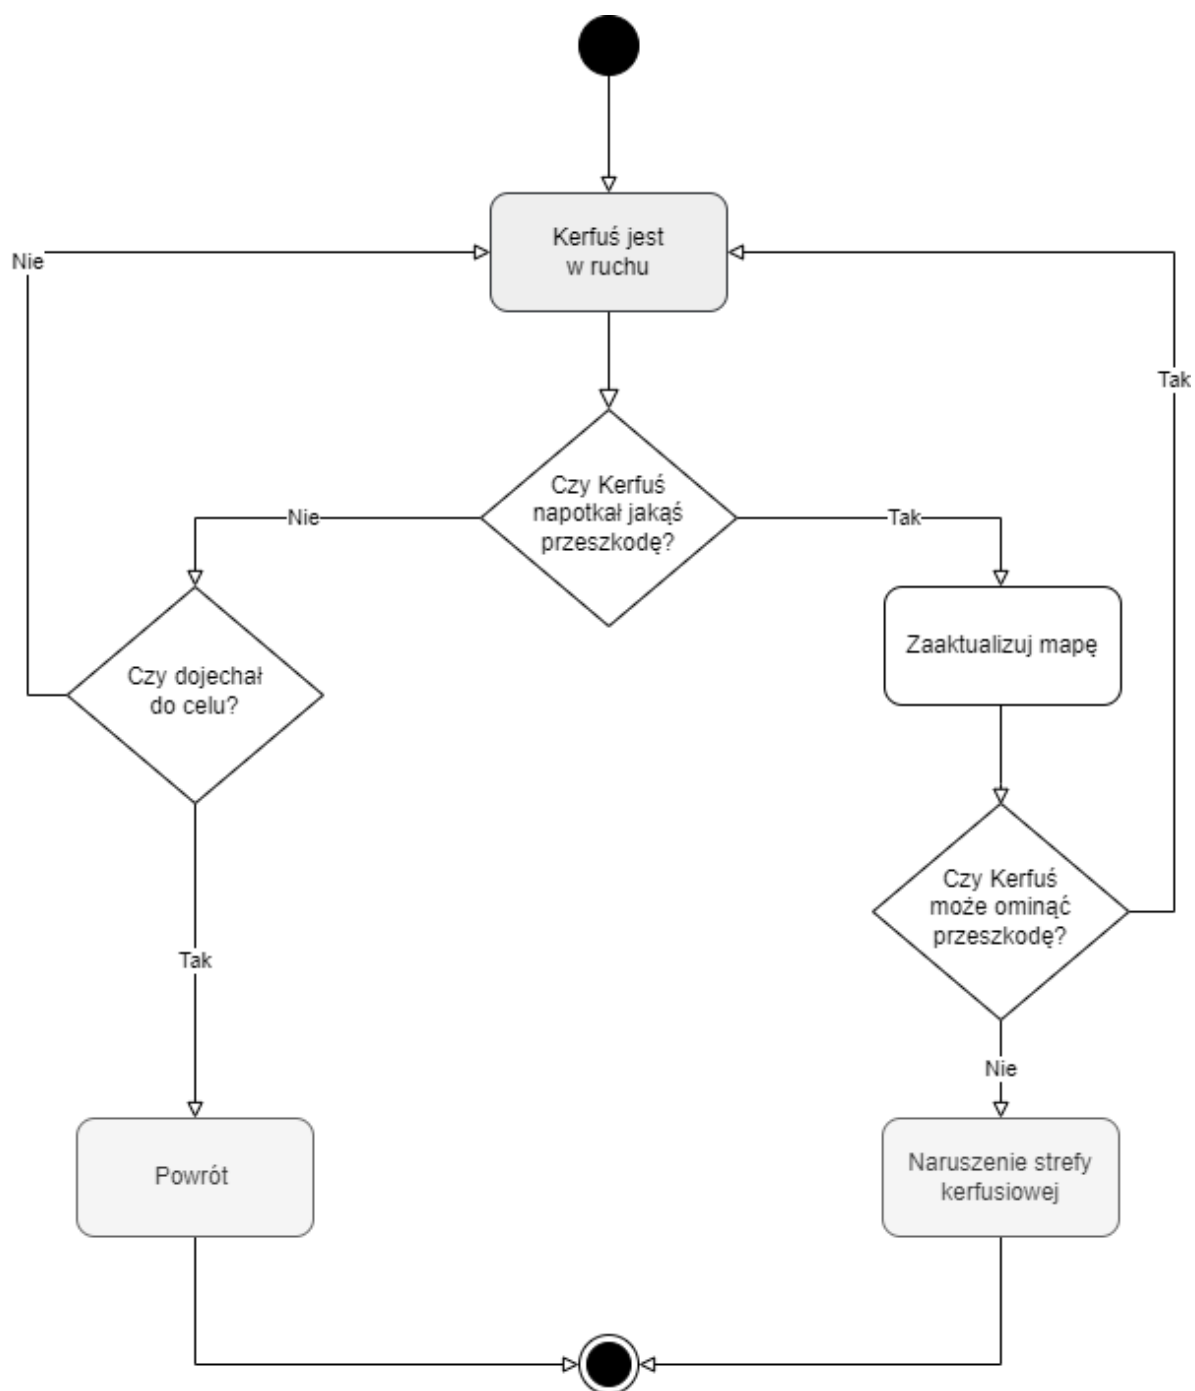 Kerfuś jest
w ruchu
Nie
Tak
Czy Kerfuś
napotkał jakąś
przeszkodę?
Nie
Tak
Czy dojechał
do celu?
Zaaktualizuj mapę
Czy Kerfuś
może ominąć
przeszkodę?
Tak
Nie
Powrót
Naruszenie strefy
kerfusiowej